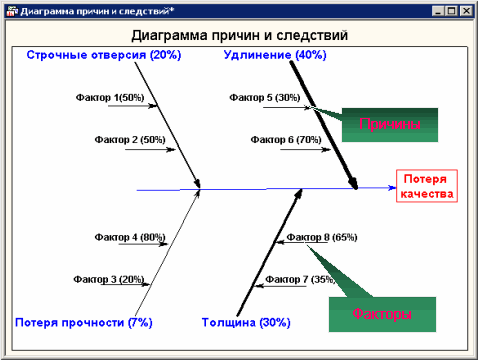 Диаграмма причин и следствий*
Диаграмма причин и следствий
Строчные отверсия (20%)
Удлинение (40%)
Фактор 1(50%)
Фактор 5 (30%)
Причины
Фактор 2 (50%)
Фактор 6 (70%)
Потеря
качества
Фактор 4 (80%)
Фактор 8 (65%)
Фактор 3 (20%)
Фактор 7 (35%)
Факторы
Потеря прочности (7%)
Толщина (30%)